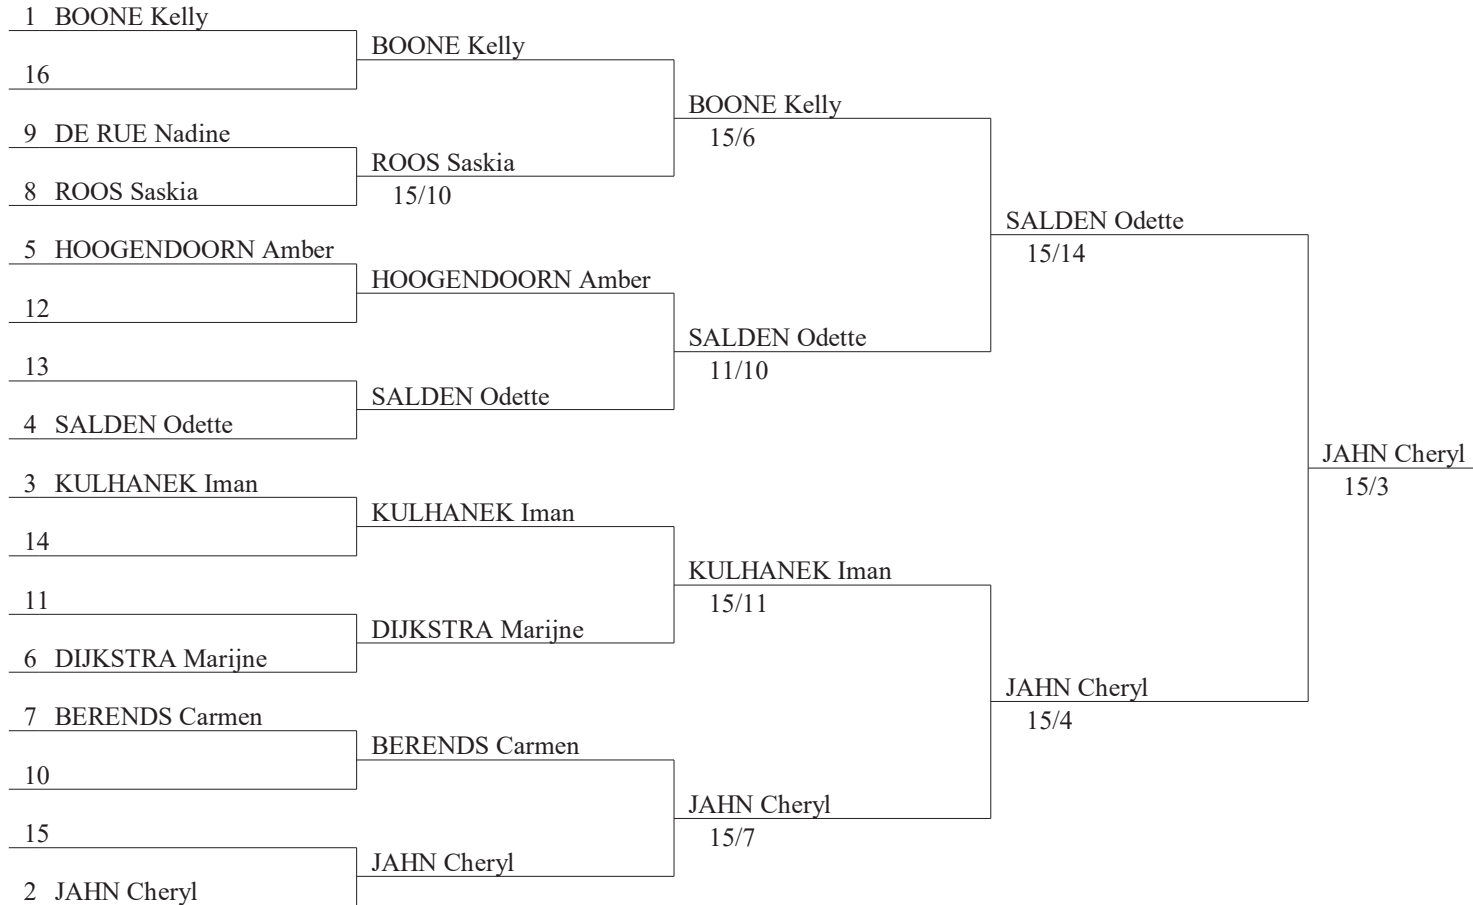 1 BOONE Kelly
16
9 DE RUE Nadine
8 ROOS Saskia
5 HOOGENDOORN Amber
12
13
4 SALDEN Odette
3 KULHANEK Iman
14
11
6 DIJKSTRA Marijne
7 BERENDS Carmen
10
15
2 JAHN Cheryl
BOONE Kelly
ROOS Saskia
15/10
HOOGENDOORN Amber
SALDEN Odette
KULHANEK Iman
DIJKSTRA Marijne
BERENDS Carmen
JAHN Cheryl
BOONE Kelly
15/6
SALDEN Odette
11/10
KULHANEK Iman
15/11
JAHN Cheryl
15/7
SALDEN Odette
15/14
JAHN Cheryl
15/4
JAHN Cheryl
15/3